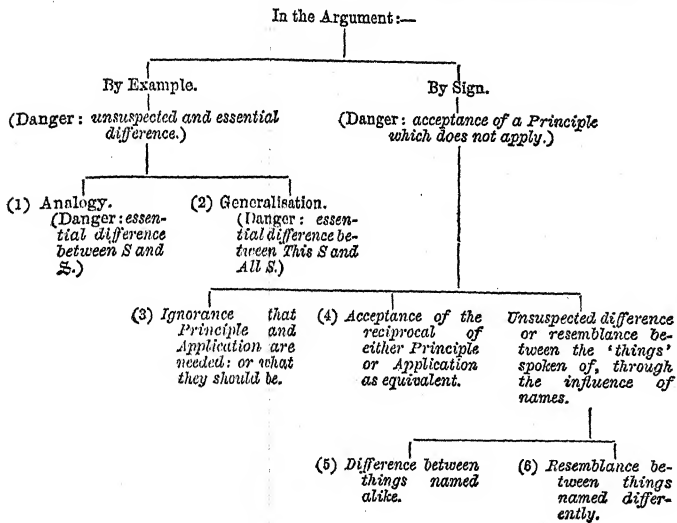 In the Argument:—
By Example.
(Danger: unsuspected and essential
difference.)
By Sign.
(Danger: acceptance of a Principle
which does not apply.)
(1) Analogy.
(Danger: essen-
tial difference
between S and
S.)
(2) Generalisation.
(Danger: essen-
tial difference be-
tween This S and
All S.)
(3) Ignorance that
Principle and
Application are
needed: or what
they should be.
(4) Acceptance of the
reciprocal of
either Principle
or Application
as equivalent.
Unsuspected difference
or resemblance be-
tween the 'things'
spoken of, through
the influence of
names.
(5) Difference between
things named
alike.
(6) Resemblance be-
tween things
named differ-
ently.